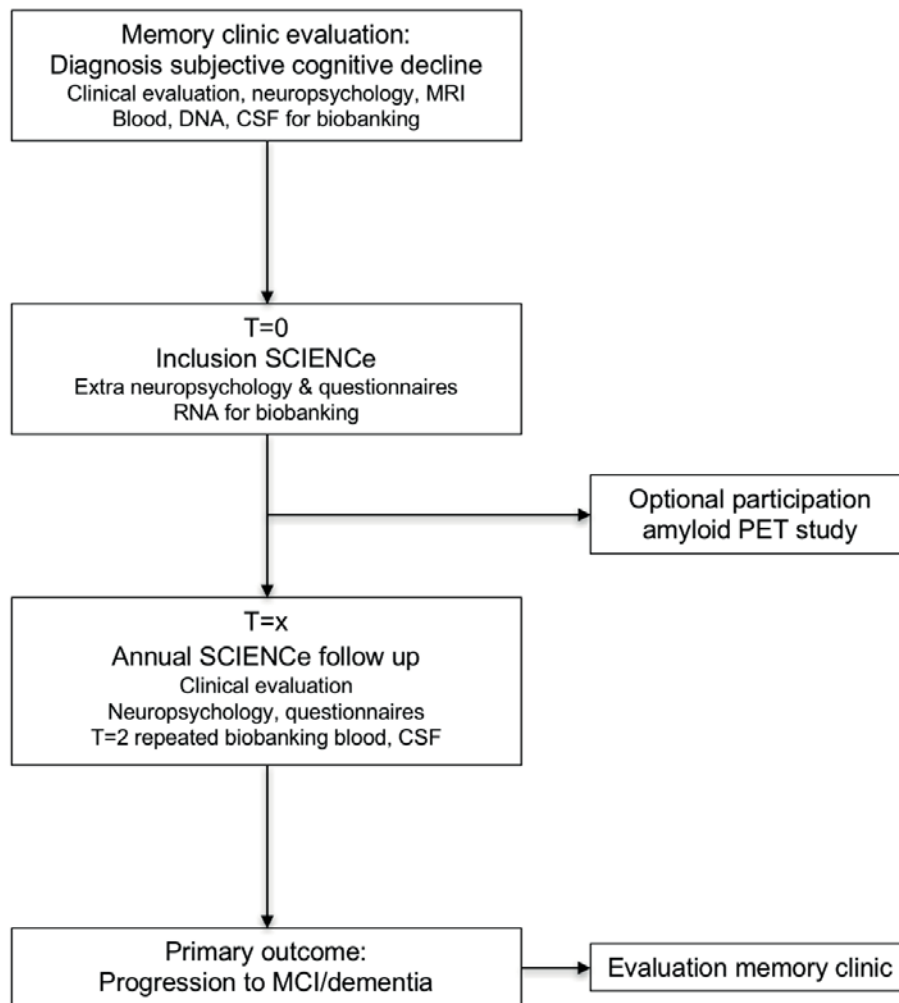 Memory clinic evaluation:
Diagnosis subjective cognitive decline
Clinical evaluation, neuropsychology, MRI
Blood, DNA, CSF for biobanking
T=0
Inclusion SCIENCe
Extra neuropsychology & questionnaires
RNA for biobanking
Optional participation
amyloid PET study
T=x
Annual SCIENCe follow up
Clinical evaluation
Neuropsychology, questionnaires
T=2 repeated biobanking blood, CSF
Primary outcome:
Progression to MCI/dementia
Evaluation memory clinic